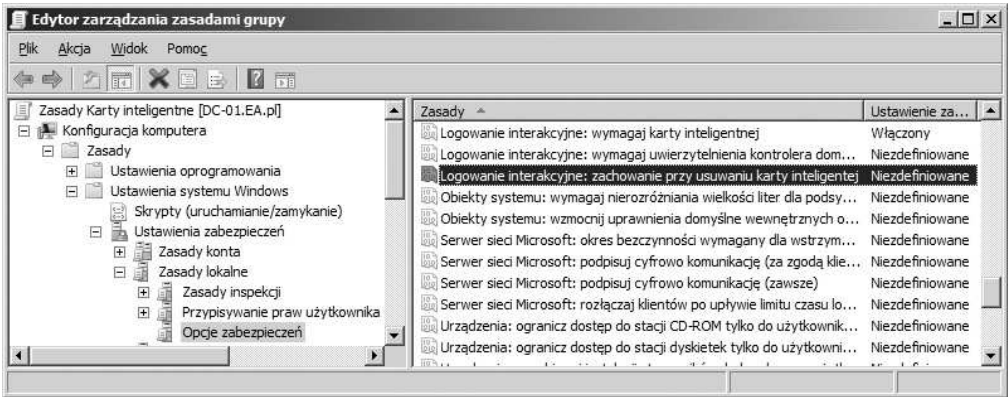 Edytor zarządzania zasadami grupy
Plik Akcja Widok Pomoc
Zasady Karty inteligentne [DC-01.EA.pl]
Konfiguracja komputera
Zasady
Ustawienia oprogramowania
Ustawienia systemu Windows
Skrypty (uruchamianie/zamykanie)
Ustawienia zabezpieczeń
Zasady konta
Zasady lokalne
Zasady inspekcji
Przypisywanie praw użytkownika
Opcje zabezpieczeń
Zasady Ustawienie za...
Logowanie interakcyjne: wymagaj karty inteligentnej Włączony
Logowanie interakcyjne: wymagaj uwierzytelnienia kontrolera dom... Niezdefiniowane
Logowanie interakcyjne: zachowanie przy usuwaniu karty inteligentej Niezdefiniowane
Obiekty systemu: wymagaj nierozróżniania wielkości liter dla podsy... Niezdefiniowane
Obiekty systemu: wzmocnij uprawnienia domyślne wewnętrznych o... Niezdefiniowane
Serwer sieci Microsoft: okres bezczynności wymagany dla wstrzym... Niezdefiniowane
Serwer sieci Microsoft: podpisuj cyfrowo komunikację (za zgodą klie... Niezdefiniowane
Serwer sieci Microsoft: podpisuj cyfrowo komunikację (zawsze) Niezdefiniowane
Serwer sieci Microsoft: rozłączaj klientów po upływie limitu czasu lo... Niezdefiniowane
Urządzenia: ogranicz dostęp do stacji CD-ROM tylko do użytkownik... Niezdefiniowane
Urządzenia: ogranicz dostęp do stacji dyskietek tylko do użytkowni... Niezdefiniowane